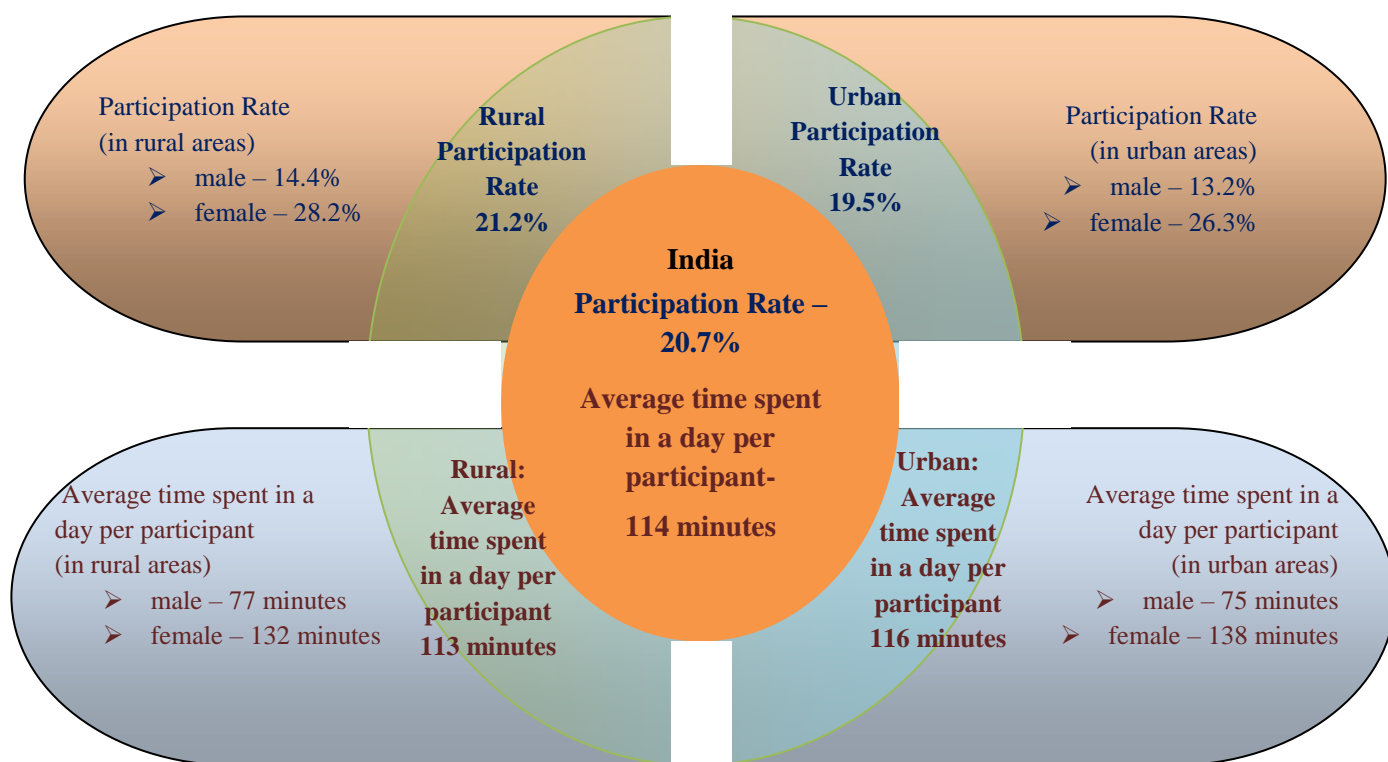 Participation Rate
(in rural areas)
➢ male – 14.4%
➢ female – 28.2%
Rural
Participation
Rate
21.2%
Urban
Participation
Rate
19.5%
Participation Rate
(in urban areas)
➢ male – 13.2%
➢ female – 26.3%
India
Participation Rate –
20.7%
Average time spent
in a day per
participant-
114 minutes
Average time spent in a
day per participant
(in rural areas)
➢ male – 77 minutes
➢ female – 132 minutes
Rural:
Average
time spent
in a day per
participant
113 minutes
Urban:
Average
time spent
in a day per
participant
116 minutes
Average time spent in a
day per participant
(in urban areas)
➢ male – 75 minutes
➢ female – 138 minutes